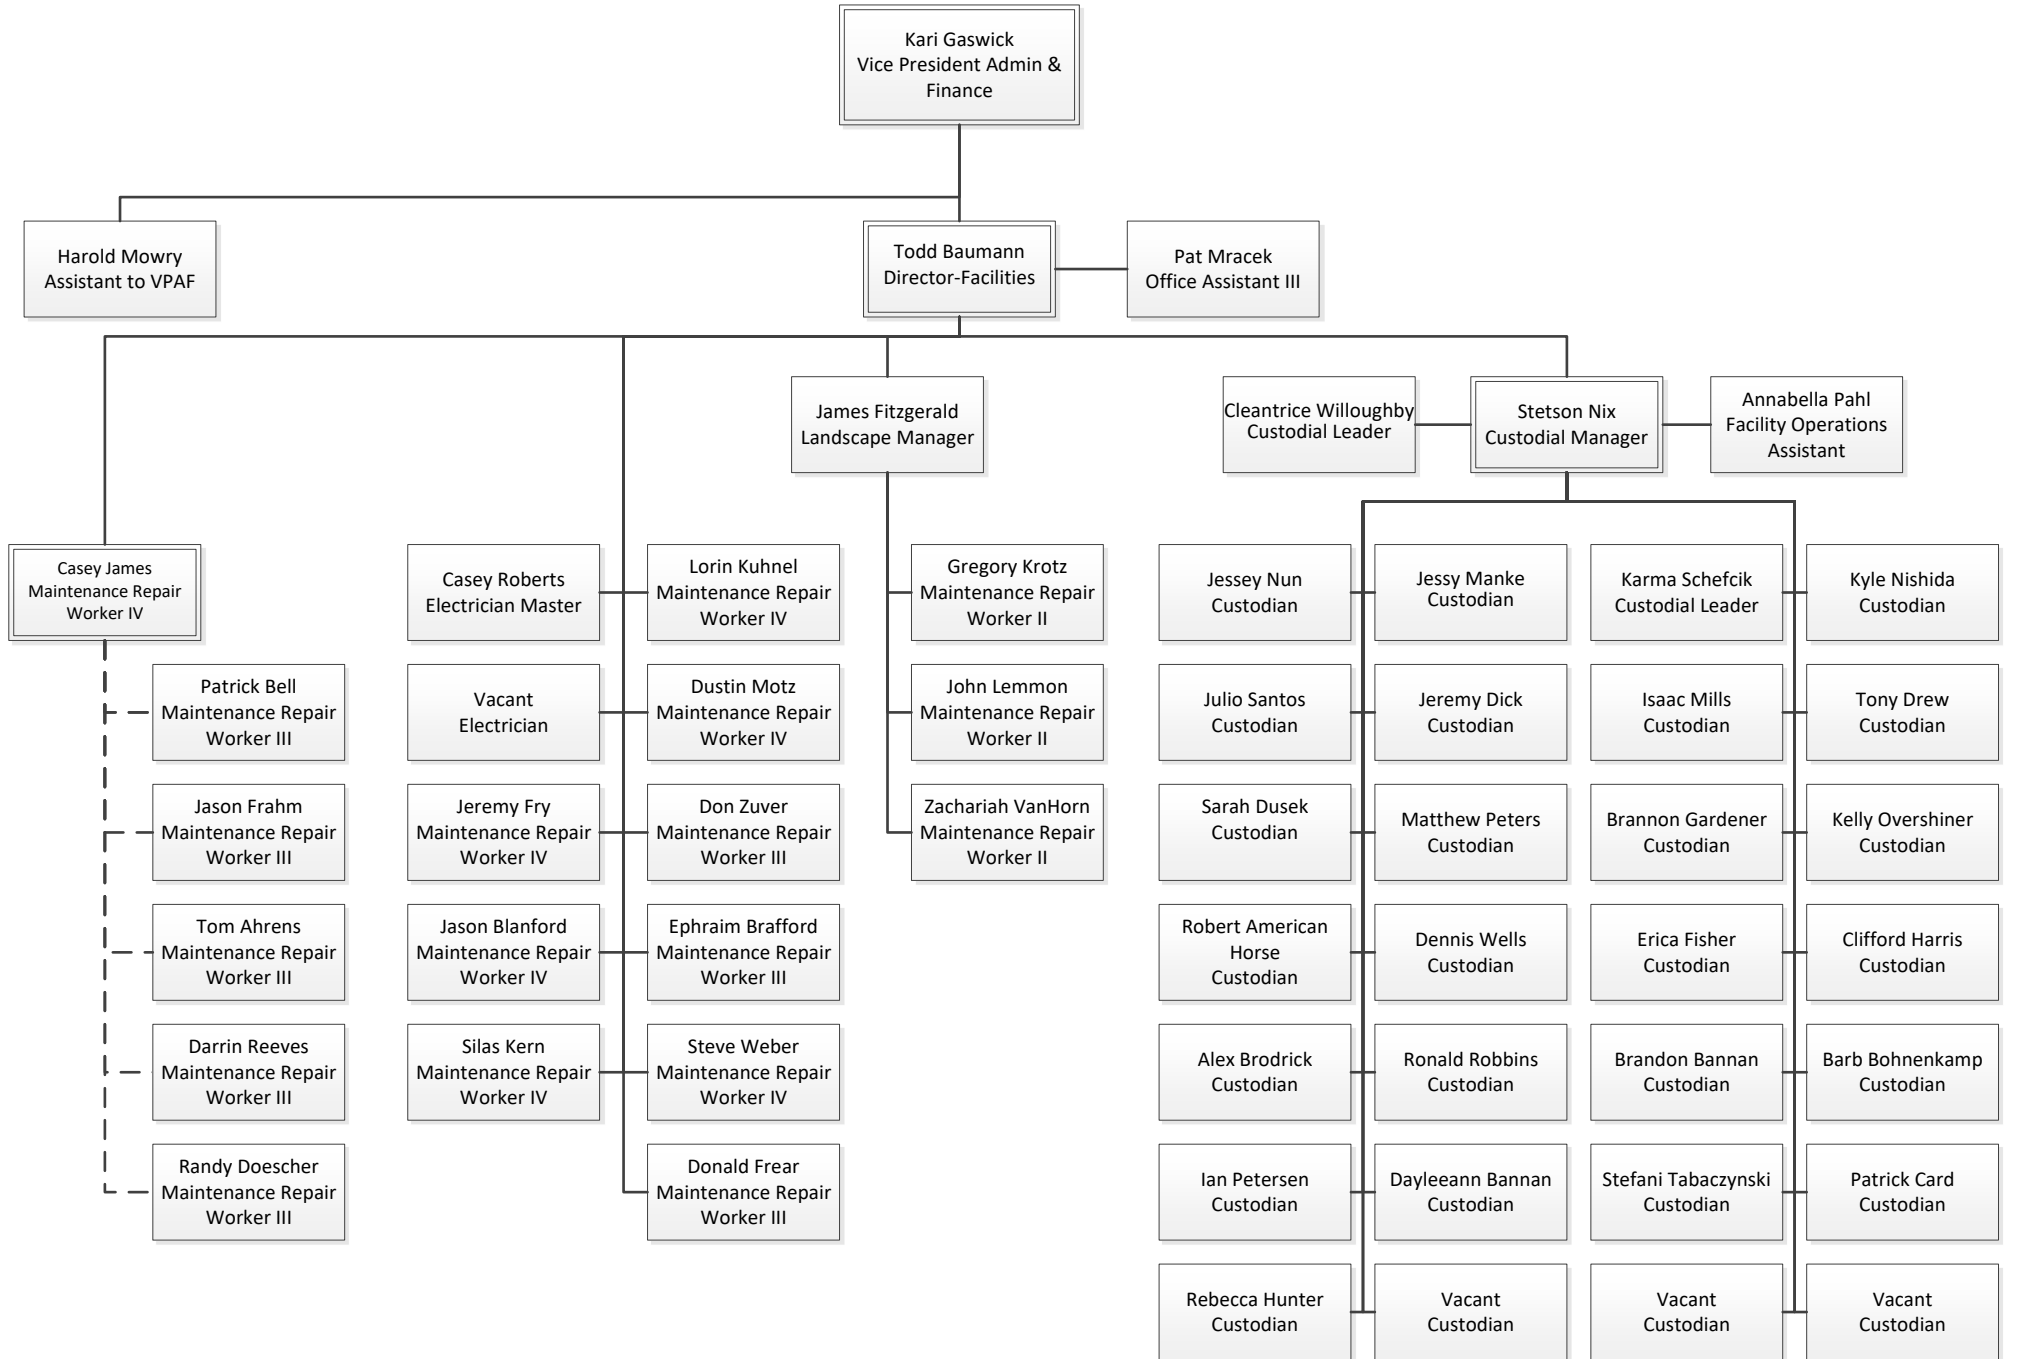 Kari Gaswick
Vice President Admin &
Finance
Harold Mowry
Assistant to VPAF
Todd Baumann
Director-Facilities
Pat Mracek
Office Assistant III
James Fitzgerald
Landscape Manager
Cleantrice Willoughby
Custodial Leader
Stetson Nix
Custodial Manager
Annabella Pahl
Facility Operations
Assistant
Casey James
Maintenance Repair
Worker IV
Patrick Bell
Maintenance Repair
Worker III
Jason Frahm
Maintenance Repair
Worker III
Tom Ahrens
Maintenance Repair
Worker III
Darrin Reeves
Maintenance Repair
Worker III
Randy Doescher
Maintenance Repair
Worker III
Casey Roberts
Electrician Master
Vacant
Electrician
Jeremy Fry
Maintenance Repair
Worker IV
Jason Blanford
Maintenance Repair
Worker IV
Silas Kern
Maintenance Repair
Worker IV
Lorin Kuhnel
Maintenance Repair
Worker IV
Dustin Motz
Maintenance Repair
Worker IV
Don Zuver
Maintenance Repair
Worker III
Ephraim Brafford
Maintenance Repair
Worker III
Steve Weber
Maintenance Repair
Worker IV
Donald Frear
Maintenance Repair
Worker III
Gregory Krotz
Maintenance Repair
Worker II
John Lemmon
Maintenance Repair
Worker II
Zachariah VanHorn
Maintenance Repair
Worker II
Jessey Nun
Custodian
Julio Santos
Custodian
Sarah Dusek
Custodian
Robert American
Horse
Custodian
Alex Brodrick
Custodian
Ian Petersen
Custodian
Rebecca Hunter
Custodian
Jessy Manke
Custodian
Jeremy Dick
Custodian
Matthew Peters
Custodian
Dennis Wells
Custodian
Ronald Robbins
Custodian
Dayleeann Bannan
Custodian
Vacant
Custodian
Karma Schefcik
Custodial Leader
Isaac Mills
Custodian
Brannon Gardener
Custodian
Erica Fisher
Custodian
Brandon Bannan
Custodian
Stefani Tabaczynski
Custodian
Vacant
Custodian
Kyle Nishida
Custodian
Tony Drew
Custodian
Kelly Overshiner
Custodian
Clifford Harris
Custodian
Barb Bohnenkamp
Custodian
Patrick Card
Custodian
Vacant
Custodian